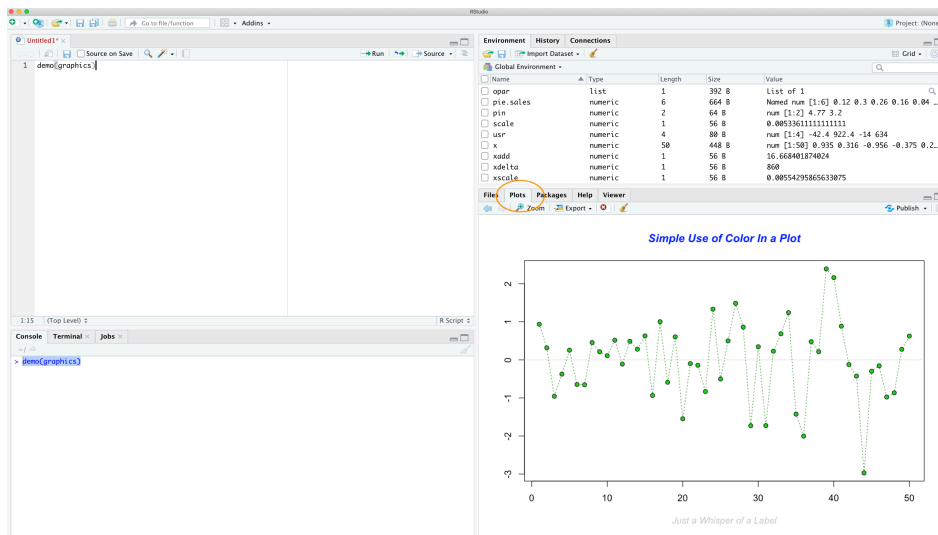 RStudio
Go to file/function
Addins
Project: (None
Untitled1*
Source on Save
Run
Source
1 demo(graphics)
1:15 (Top Level)
R Script
Console Terminal Jobs
~/
> demo(graphics)
Environment History Connections
Import Dataset
Grid
Global Environment
Name Type Length Size Value
opar list 1 392 B List of 1
pie.sales numeric 6 664 B Named num [1:6] 0.12 0.3 0.26 0.16 0.04 …
pin numeric 2 64 B num [1:2] 4.77 3.2
scale numeric 1 56 B 0.00533611111111111
usr numeric 4 80 B num [1:4] -42.4 922.4 -14 634
x numeric 50 448 B num [1:50] 0.935 0.316 -0.956 -0.375 0.2…
xadd numeric 1 56 B 16.668401874024
xdelta numeric 1 56 B 860
xscale numeric 1 56 B 0.00554295865633075
Files Plots Packages Help Viewer
Zoom Export
Publish
Simple Use of Color In a Plot
2
1
0
-1
-2
-3
0 10 20 30 40 50
Just a Whisper of a Label